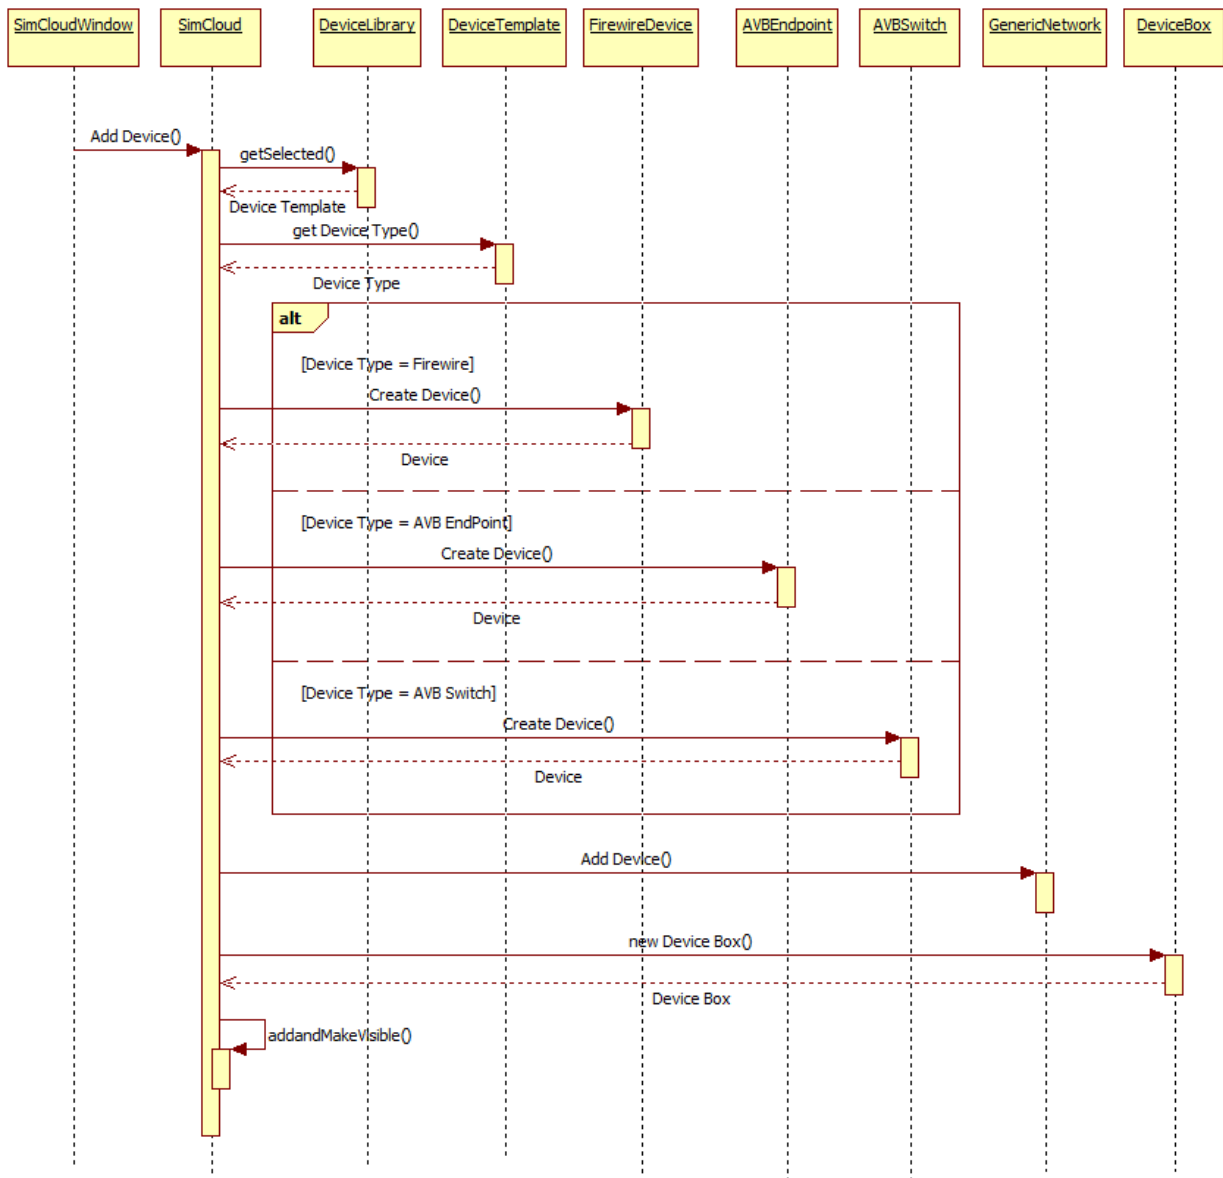 SimCloudWindow
SimCloud
DeviceLibrary
DeviceTemplate
FirewireDevice
AVBEndpoint
AVBSwitch
GenericNetwork
DeviceBox
Add Device()
getSelected()
Device Template
get Device Type()
Device Type
alt
[Device Type = Firewire]
Create Device()
Device
[Device Type = AVB EndPoint]
Create Device()
Device
[Device Type = AVB Switch]
Create Device()
Device
Add Device()
new Device Box()
Device Box
addandMakeVisible()